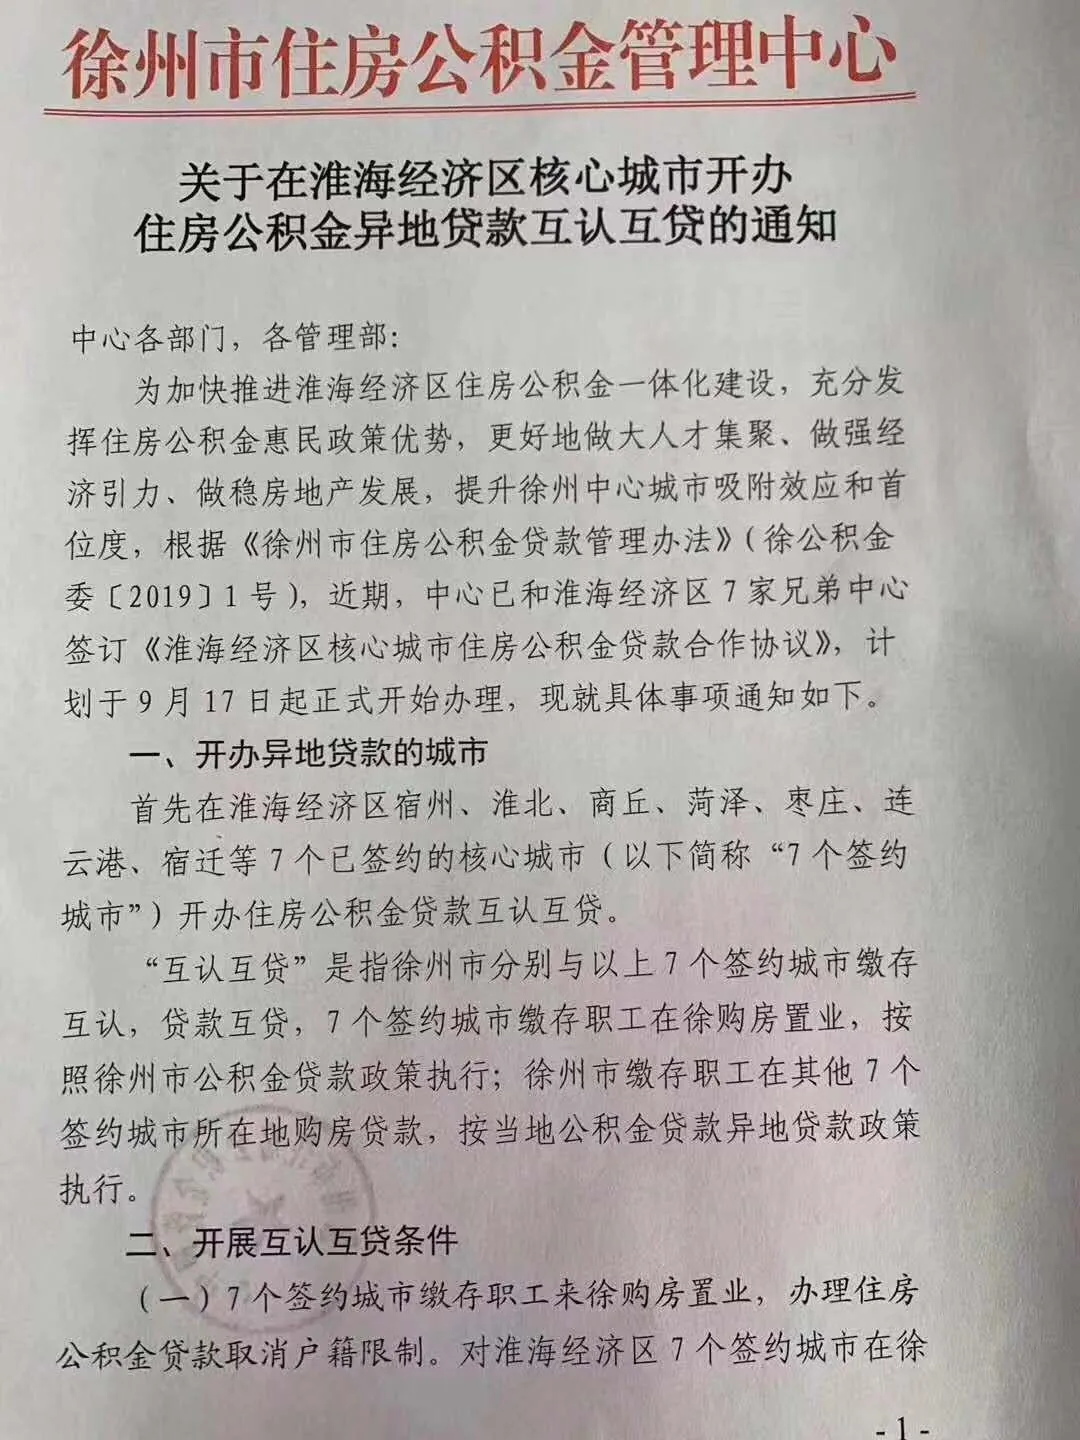 徐州市住房公积金管理中心
关于在淮海经济区核心城市开办
住房公积金异地贷款互认互贷的通知
中心各部门，各管理部：
为加快推进淮海经济区住房公积金一体化建设，充分发
挥住房公积金惠民政策优势，更好地做大人才集聚、做强经
济引力、做稳房地产发展，提升徐州中心城市吸附效应和首
位度，根据《徐州市住房公积金贷款管理办法》（徐公积金
委〔2019〕1号），近期，中心已和淮海经济区7家兄弟中心
签订《淮海经济区核心城市住房公积金贷款合作协议》，计
划于9月17日起正式开始办理，现就具体事项通知如下。
一、开办异地贷款的城市
首先在淮海经济区宿州、淮北、商丘、菏泽、枣庄、连
云港、宿迁等7个已签约的核心城市（以下简称“7个签约
城市”）开办住房公积金贷款互认互贷。
“互认互贷”是指徐州市分别与以上7个签约城市缴存
互认，贷款互贷，7个签约城市缴存职工在徐购房置业，按
照徐州市公积金贷款政策执行；徐州市缴存职工在其他7个
签约城市所在地购房贷款，按当地公积金贷款异地贷款政策
执行。
二、开展互认互贷条件
（一）7个签约城市缴存职工来徐购房置业，办理住房
公积金贷款取消户籍限制。对淮海经济区7个签约城市在徐
- 1 -